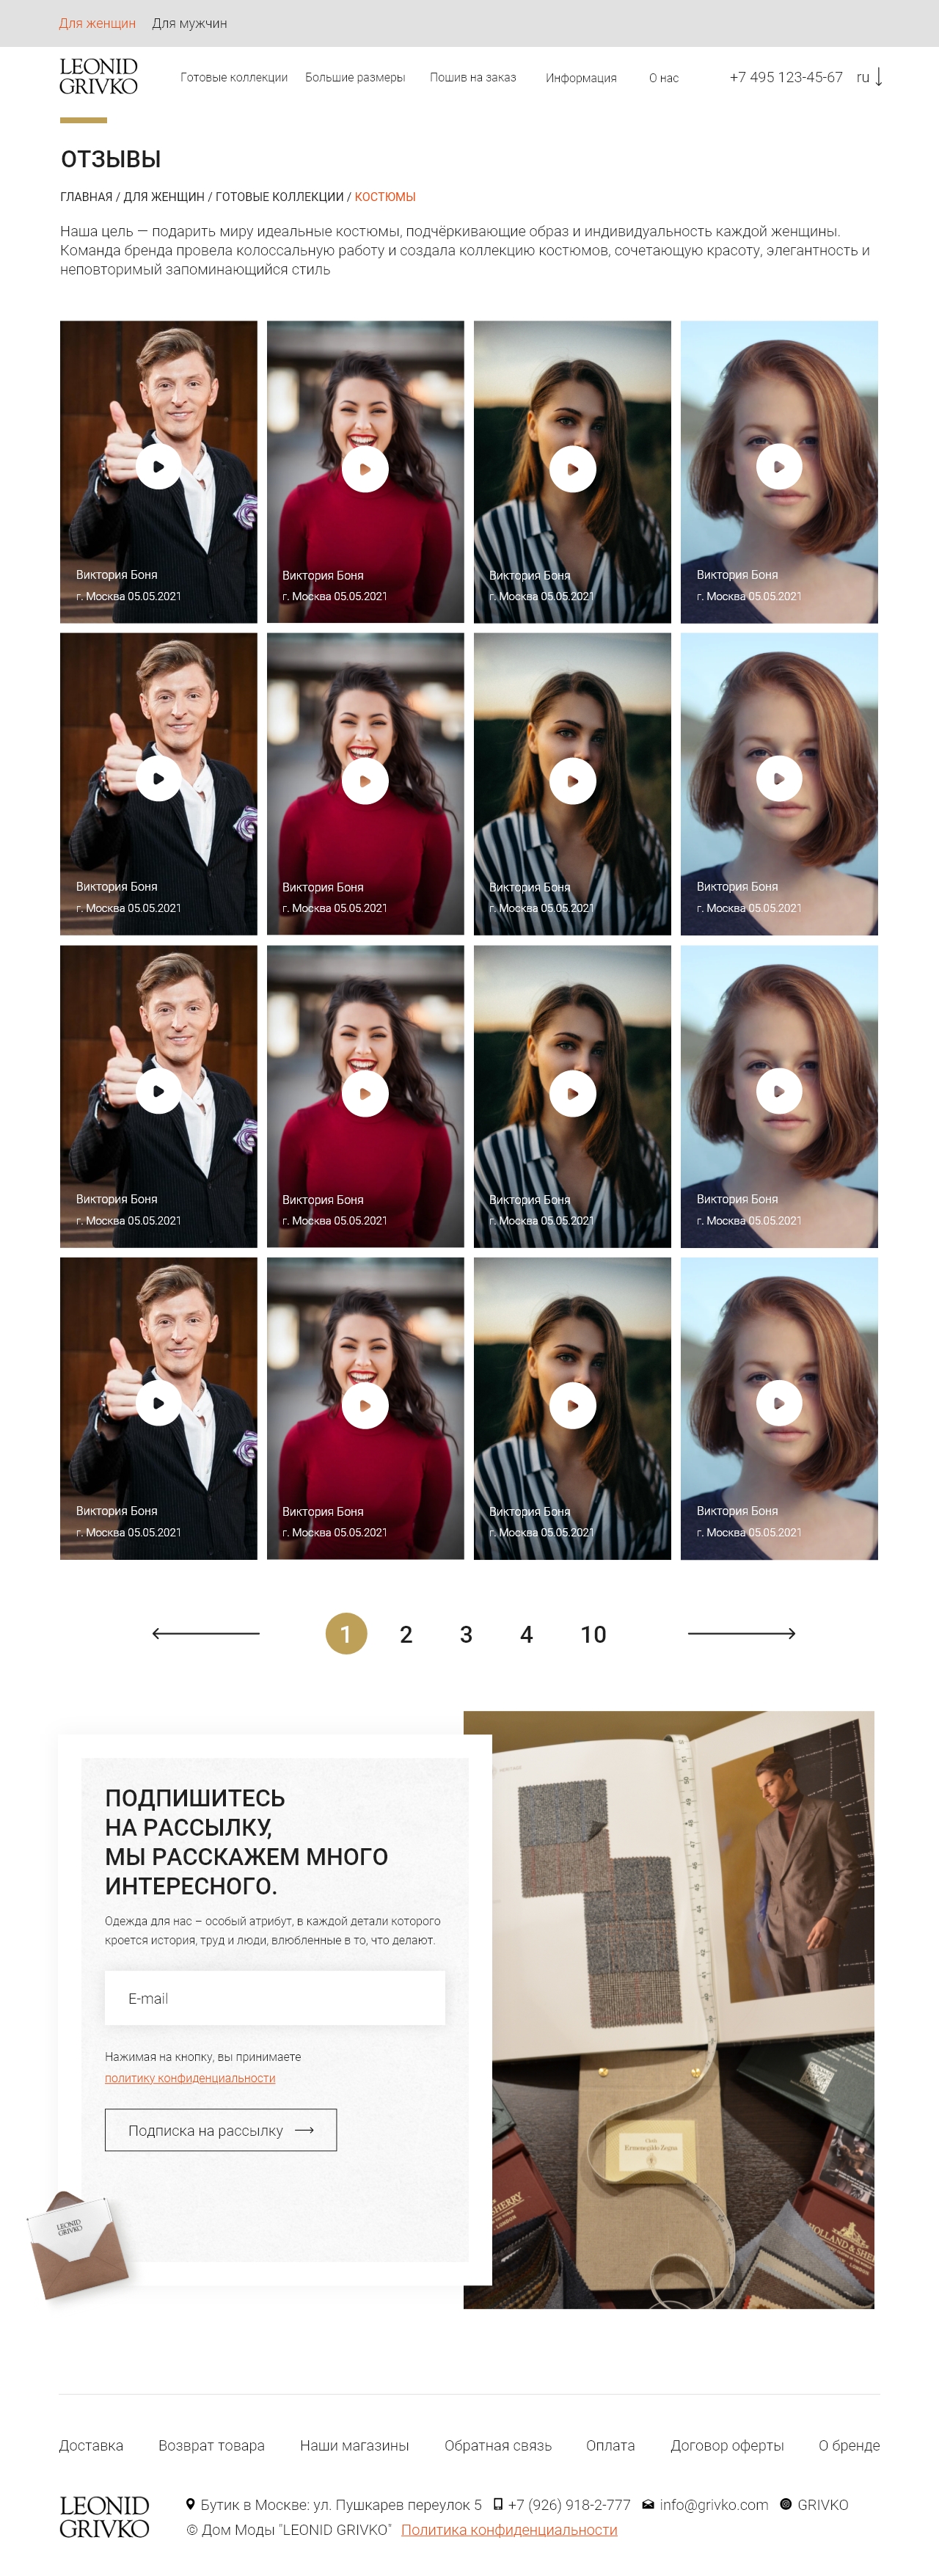 Для женщин Для мужчин
LEONID
GRIVKO
Готовые коллекции Большие размеры Пошив на заказ Информация О нас +7 495 123-45-67 ru
ОТЗЫВЫ
ГЛАВНАЯ / ДЛЯ ЖЕНЩИН / ГОТОВЫЕ КОЛЛЕКЦИИ / КОСТЮМЫ
Наша цель — подарить миру идеальные костюмы, подчёркивающие образ и индивидуальность каждой женщины.
Команда бренда провела колоссальную работу и создала коллекцию костюмов, сочетающую красоту, элегантность и
неповторимый запоминающийся стиль
Виктория Боня Виктория Боня Виктория Боня Виктория Боня
г. Москва 05.05.2021 г. Москва 05.05.2021 г. Москва 05.05.2021 г. Москва 05.05.2021
Виктория Боня Виктория Боня Виктория Боня Виктория Боня
г. Москва 05.05.2021 г. Москва 05.05.2021 г. Москва 05.05.2021 г. Москва 05.05.2021
Виктория Боня Виктория Боня Виктория Боня Виктория Боня
г. Москва 05.05.2021 г. Москва 05.05.2021 г. Москва 05.05.2021 г. Москва 05.05.2021
Виктория Боня Виктория Боня Виктория Боня Виктория Боня
г. Москва 05.05.2021 г. Москва 05.05.2021 г. Москва 05.05.2021 г. Москва 05.05.2021
1 2 3 4 10
ПОДПИШИТЕСЬ
НА РАССЫЛКУ,
МЫ РАССКАЖЕМ МНОГО
ИНТЕРЕСНОГО.
Одежда для нас – особый атрибут, в каждой детали которого
кроется история, труд и люди, влюбленные в то, что делают.
E-mail
Нажимая на кнопку, вы принимаете
политику конфиденциальности
Подписка на рассылку
LEONID
GRIVKO
Ermenegildo Zegna
HOLLAND & SHE
LONDON
SHERRY
LONDON
Доставка Возврат товара Наши магазины Обратная связь Оплата Договор оферты О бренде
LEONID
GRIVKO
Бутик в Москве: ул. Пушкарев переулок 5 +7 (926) 918-2-777 info@grivko.com GRIVKO
© Дом Моды "LEONID GRIVKO" Политика конфиденциальности